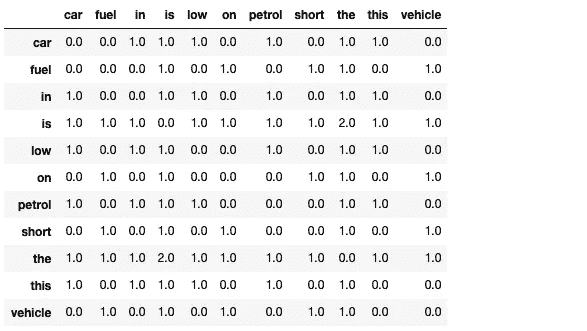 car fuel in is low on petrol short the this vehicle
car 0.0 0.0 1.0 1.0 1.0 0.0 1.0 0.0 1.0 1.0 0.0
fuel 0.0 0.0 0.0 1.0 0.0 1.0 0.0 1.0 1.0 0.0 1.0
in 1.0 0.0 0.0 1.0 1.0 0.0 1.0 0.0 1.0 1.0 0.0
is 1.0 1.0 1.0 0.0 1.0 1.0 1.0 1.0 2.0 1.0 1.0
low 1.0 0.0 1.0 1.0 0.0 0.0 1.0 0.0 1.0 1.0 0.0
on 0.0 1.0 0.0 1.0 0.0 0.0 0.0 1.0 1.0 0.0 1.0
petrol 1.0 0.0 1.0 1.0 1.0 0.0 0.0 0.0 1.0 1.0 0.0
short 0.0 1.0 0.0 1.0 0.0 1.0 0.0 0.0 1.0 0.0 1.0
the 1.0 1.0 1.0 2.0 1.0 1.0 1.0 1.0 0.0 1.0 1.0
this 1.0 0.0 1.0 1.0 1.0 0.0 1.0 0.0 1.0 0.0 0.0
vehicle 0.0 1.0 0.0 1.0 0.0 1.0 0.0 1.0 1.0 0.0 0.0